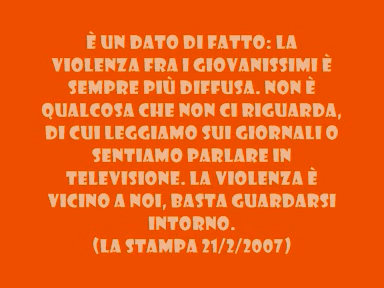 È UN DATO DI FATTO: LA
VIOLENZA FRA I GIOVANISSIMI È
SEMPRE PIÙ DIFFUSA. NON È
QUALCOSA CHE NON CI RIGUARDA,
DI CUI LEGGIAMO SUI GIORNALI O
SENTIAMO PARLARE IN
TELEVISIONE. LA VIOLENZA È
VICINO A NOI, BASTA GUARDARSI
INTORNO.
(LA STAMPA 21/2/2007)